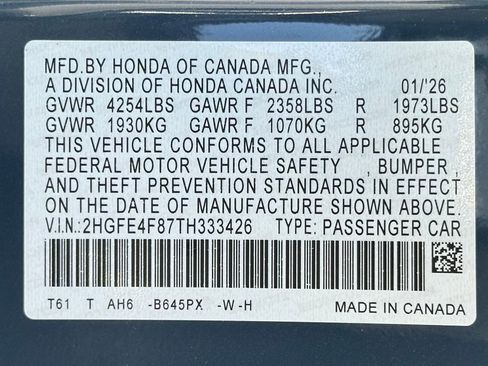 MFD.BY HONDA OF CANADA MFG.,
A DIVISION OF HONDA CANADA INC. 01/'26
GVWR 4254LBS GAWR F 2358LBS R 1973LBS
GVWR 1930KG GAWR F 1070KG R 895KG
THIS VEHICLE CONFORMS TO ALL APPLICABLE
FEDERAL MOTOR VEHICLE SAFETY , BUMPER,
AND THEFT PREVENTION STANDARDS IN EFFECT
ON THE DATE OF MANUFACTURE SHOWN ABOVE.
V.I.N:2HGFE4F87TH333426 TYPE: PASSENGER CAR
T61 T AH6 -B645PX -W-H
MADE IN CANADA